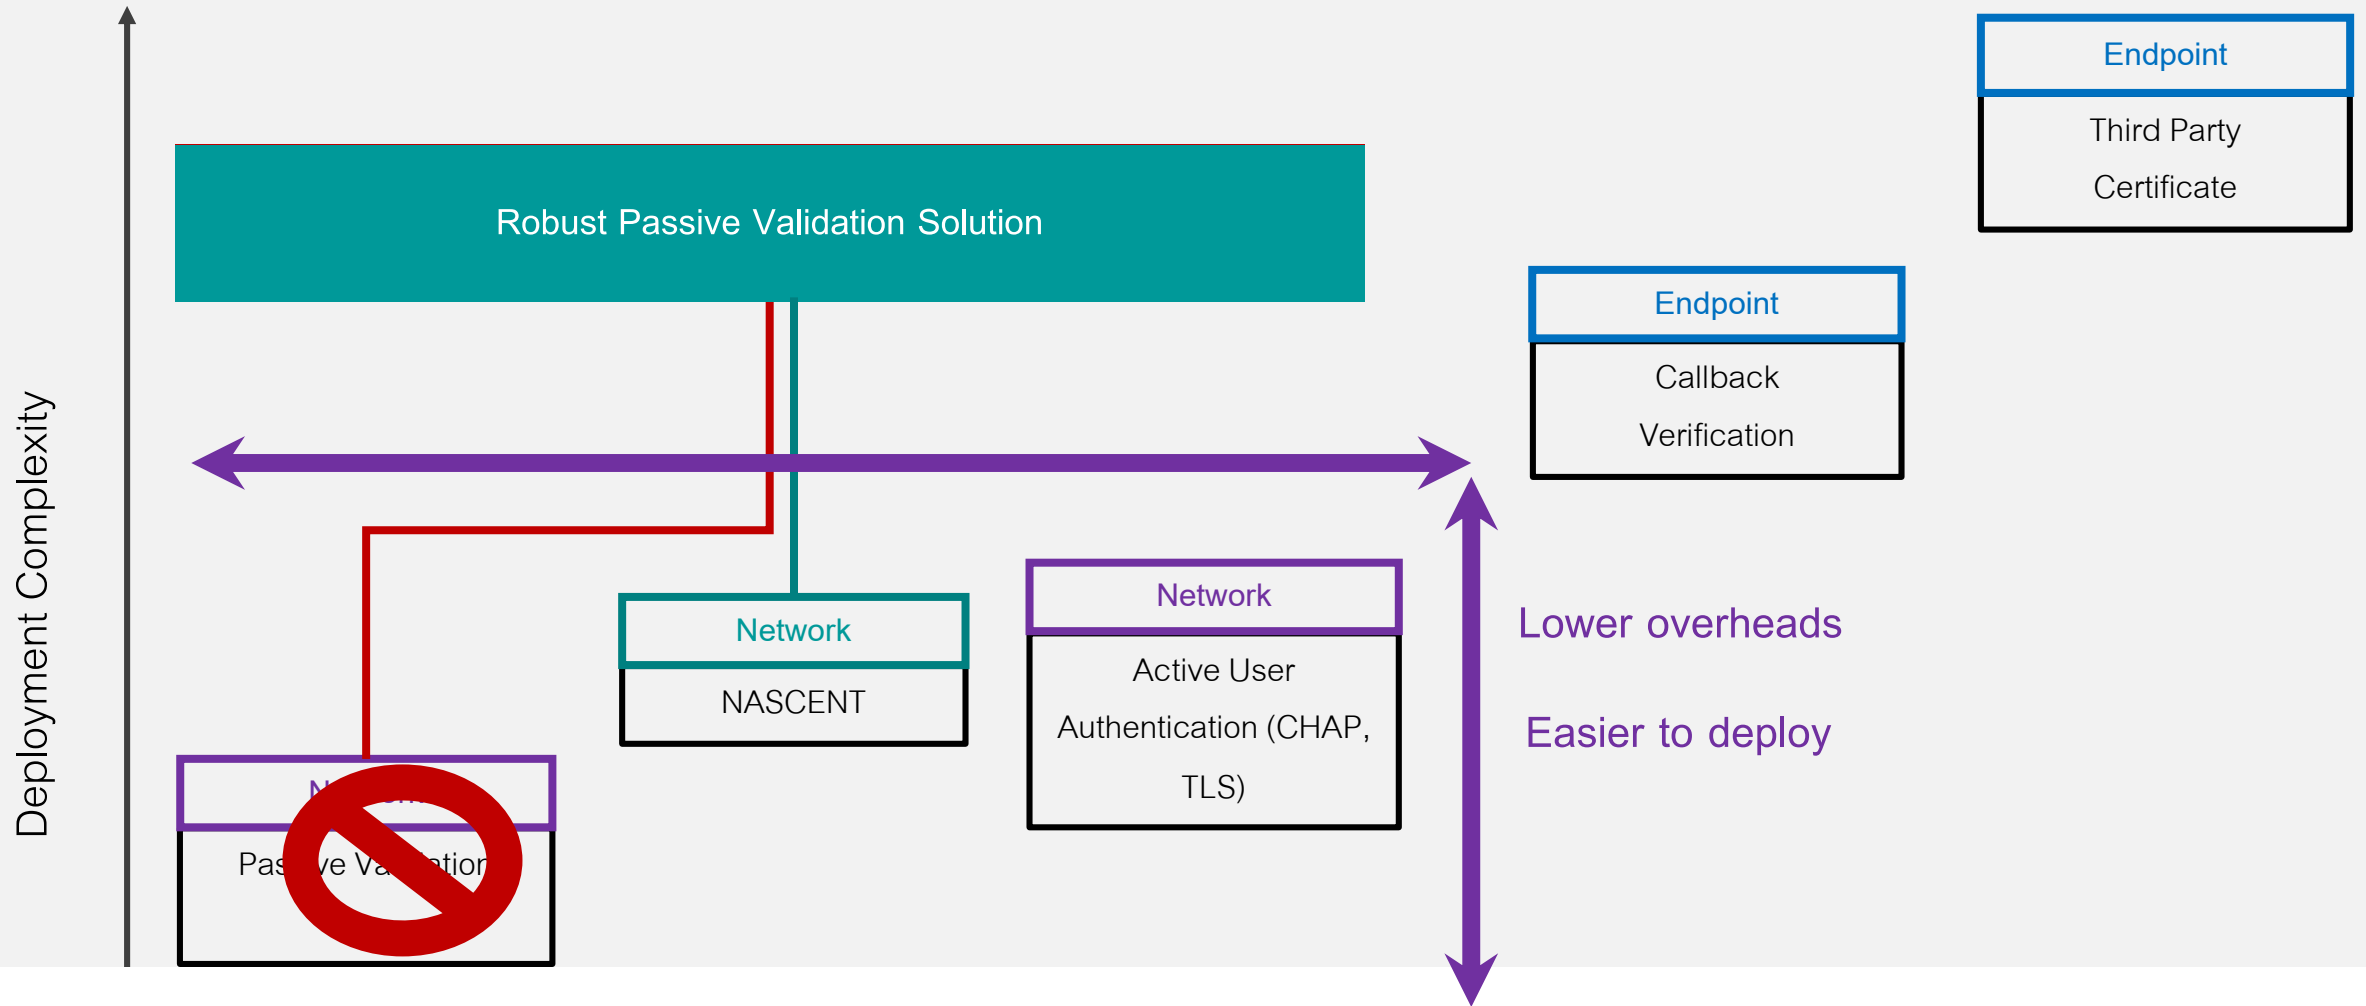 Deployment Complexity
Endpoint
Third Party
Certificate
Robust Passive Validation Solution
Endpoint
Callback
Verification
Network
Active User
Authentication (CHAP,
TLS)
Network
NASCENT
Lower overheads
Easier to deploy